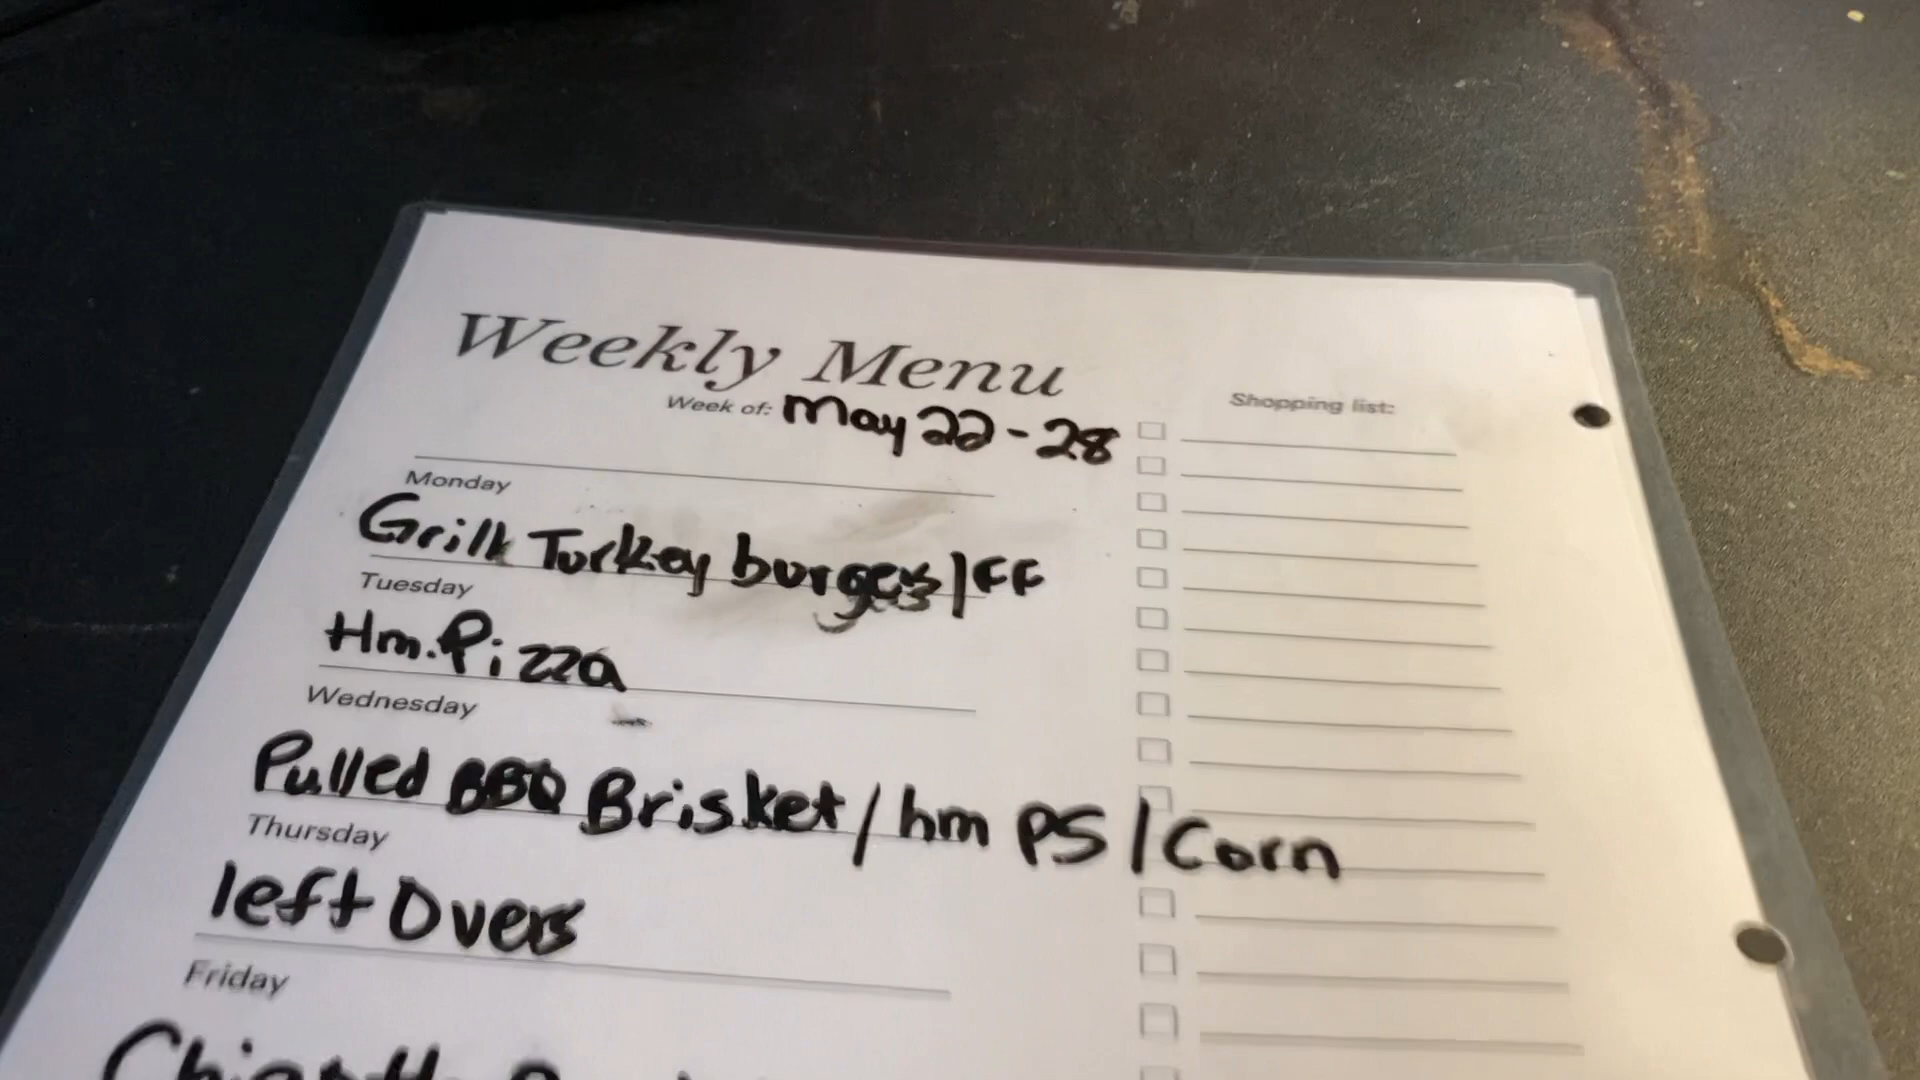 Weekly Menu
Week of: May 22-28
Shopping list:
Monday
Grill Turkey burgers/FF
Tuesday
Hm. Pizza
Wednesday
Pulled BBQ Brisket/hm PS/Corn
Thursday
left Overs
Friday